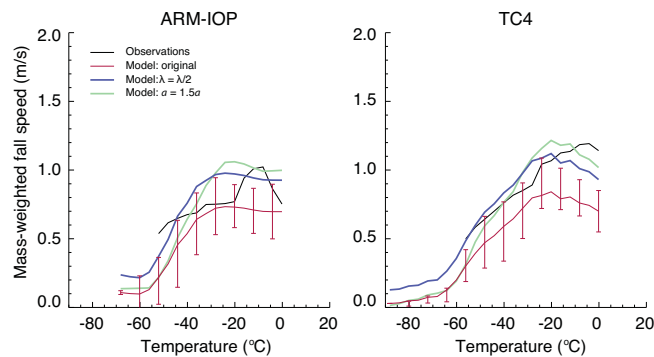 ARM-IOP
TC4
Mass-weighted fall speed (m/s)
2.0
1.5
1.0
0.5
0.0
Observations
Model: original
Model:λ = λ/2
Model: a = 1.5a
-80 -60 -40 -20 0 20
Temperature (°C)
2.0
1.5
1.0
0.5
0.0
-80 -60 -40 -20 0 20
Temperature (°C)